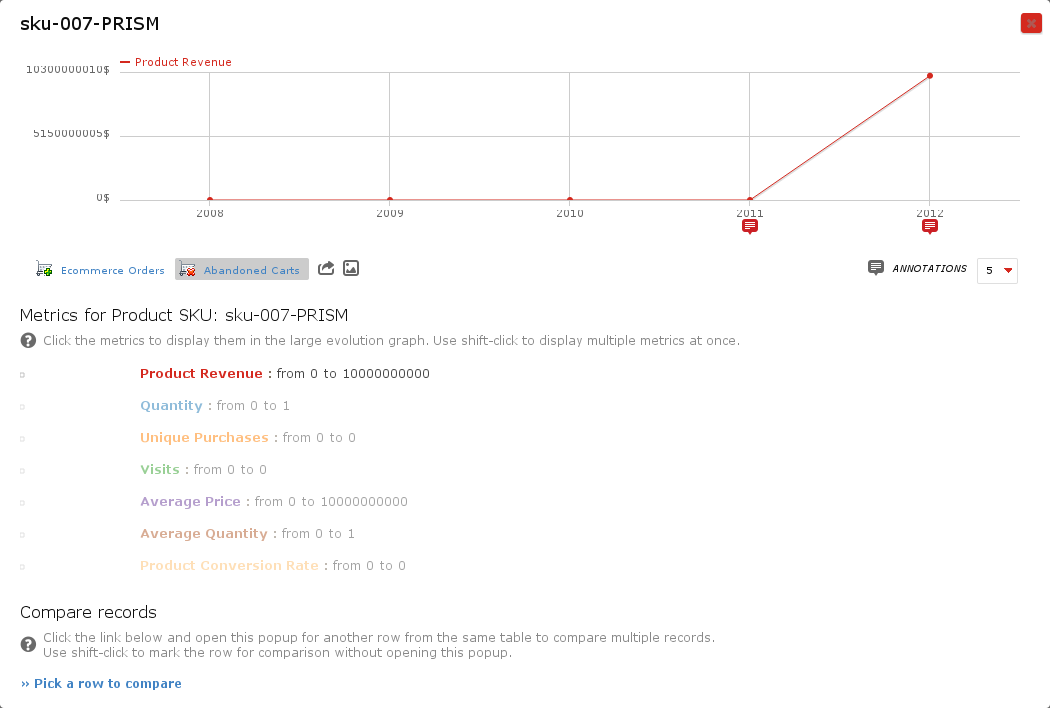 sku-007-PRISM
Product Revenue
10300000010$
5150000005$
0$
2008 2009 2010 2011 2012
Ecommerce Orders Abandoned Carts ANNOTATIONS 5
Metrics for Product SKU: sku-007-PRISM
Click the metrics to display them in the large evolution graph. Use shift-click to display multiple metrics at once.
Product Revenue : from 0 to 10000000000
Quantity : from 0 to 1
Unique Purchases : from 0 to 0
Visits : from 0 to 0
Average Price : from 0 to 10000000000
Average Quantity : from 0 to 1
Product Conversion Rate : from 0 to 0
Compare records
Click the link below and open this popup for another row from the same table to compare multiple records.
Use shift-click to mark the row for comparison without opening this popup.
» Pick a row to compare